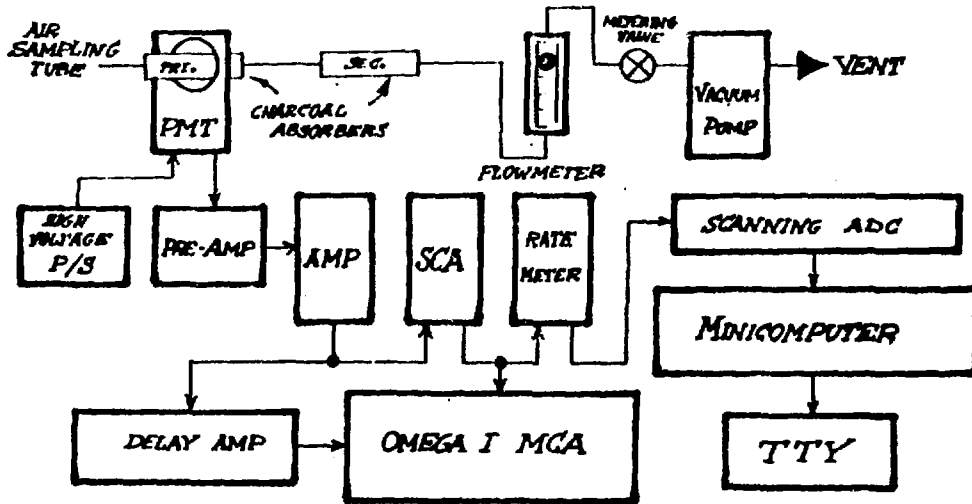 AIR
SAMPLING
TUBE
PRI.
PMT
SEC.
CHARCOAL
ABSORBERS
FLOWMETER
METERING
VALVE
VACUUM
PUMP
VENT
HIGH
VOLTAGE
P/S
PRE-AMP
AMP
SCA
RATE
METER
SCANNING ADC
MINICOMPUTER
TTY
DELAY AMP
OMEGA I MCA